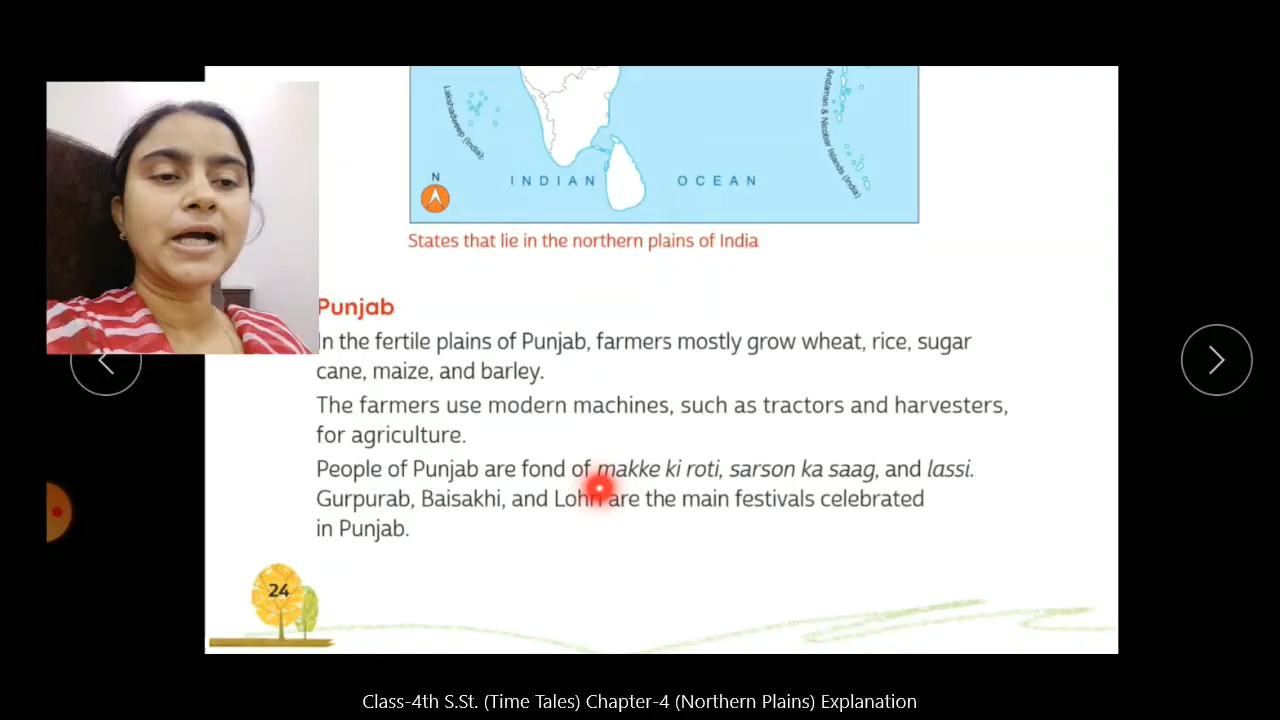 Lakshadweep (India)
Andaman & Nicobar Islands (India)
N
INDIAN OCEAN
States that lie in the northern plains of India
Punjab
In the fertile plains of Punjab, farmers mostly grow wheat, rice, sugar
cane, maize, and barley.
The farmers use modern machines, such as tractors and harvesters,
for agriculture.
People of Punjab are fond of makke ki roti, sarson ka saag, and lassi.
Gurpurab, Baisakhi, and Lohri are the main festivals celebrated
in Punjab.
24
Class-4th S.St. (Time Tales) Chapter-4 (Northern Plains) Explanation